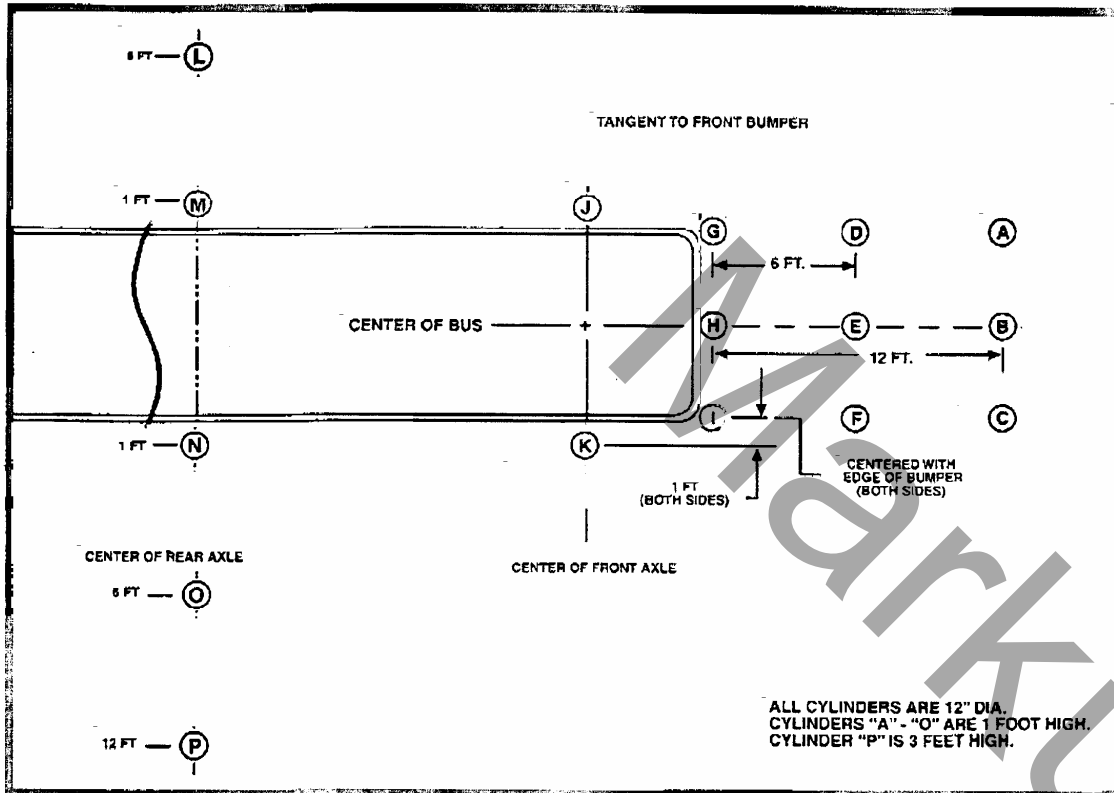 6 FT L
TANGENT TO FRONT BUMPER
1 FT M
J
G D A
6 FT.
CENTER OF BUS H E B
12 FT.
I F C
1 FT N
K
CENTERED WITH
EDGE OF BUMPER
(BOTH SIDES)
1 FT
(BOTH SIDES)
CENTER OF REAR AXLE
CENTER OF FRONT AXLE
6 FT O
12 FT P
ALL CYLINDERS ARE 12" DIA.
CYLINDERS "A" - "O" ARE 1 FOOT HIGH.
CYLINDER "P" IS 3 FEET HIGH.